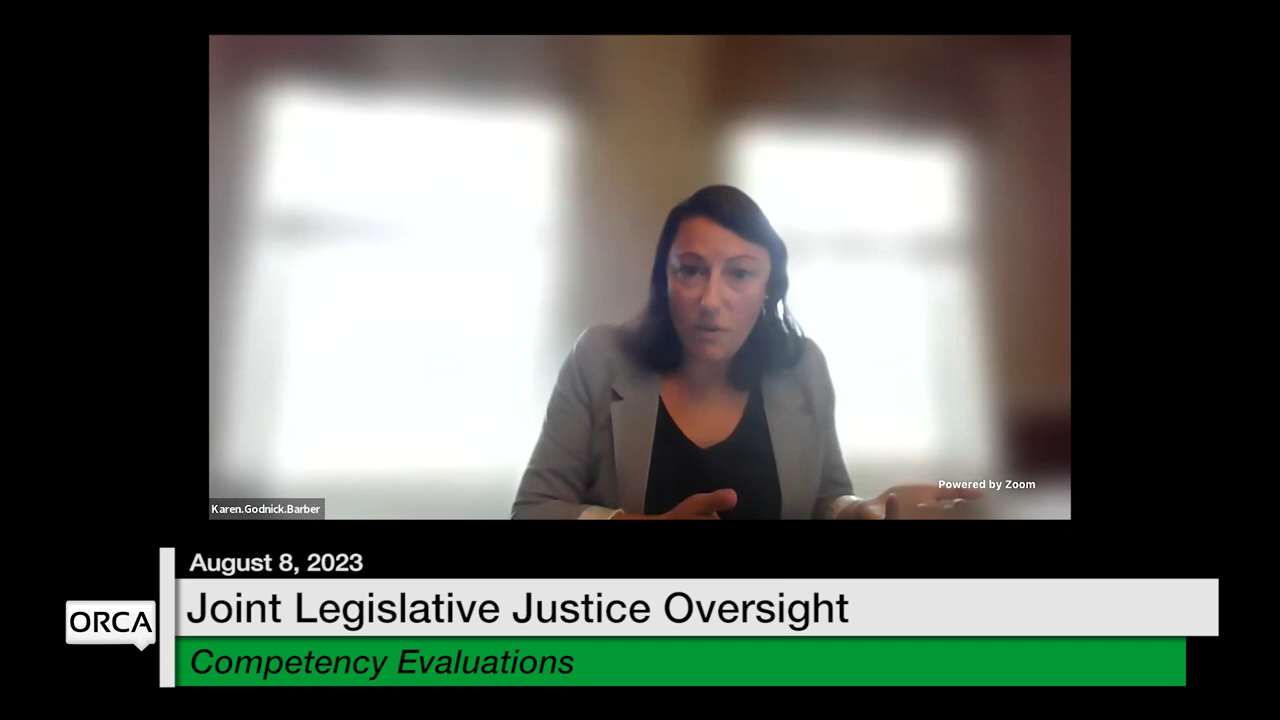 Powered by Zoom
Karen.Godnick.Barber
August 8, 2023
Joint Legislative Justice Oversight
ORCA
Competency Evaluations